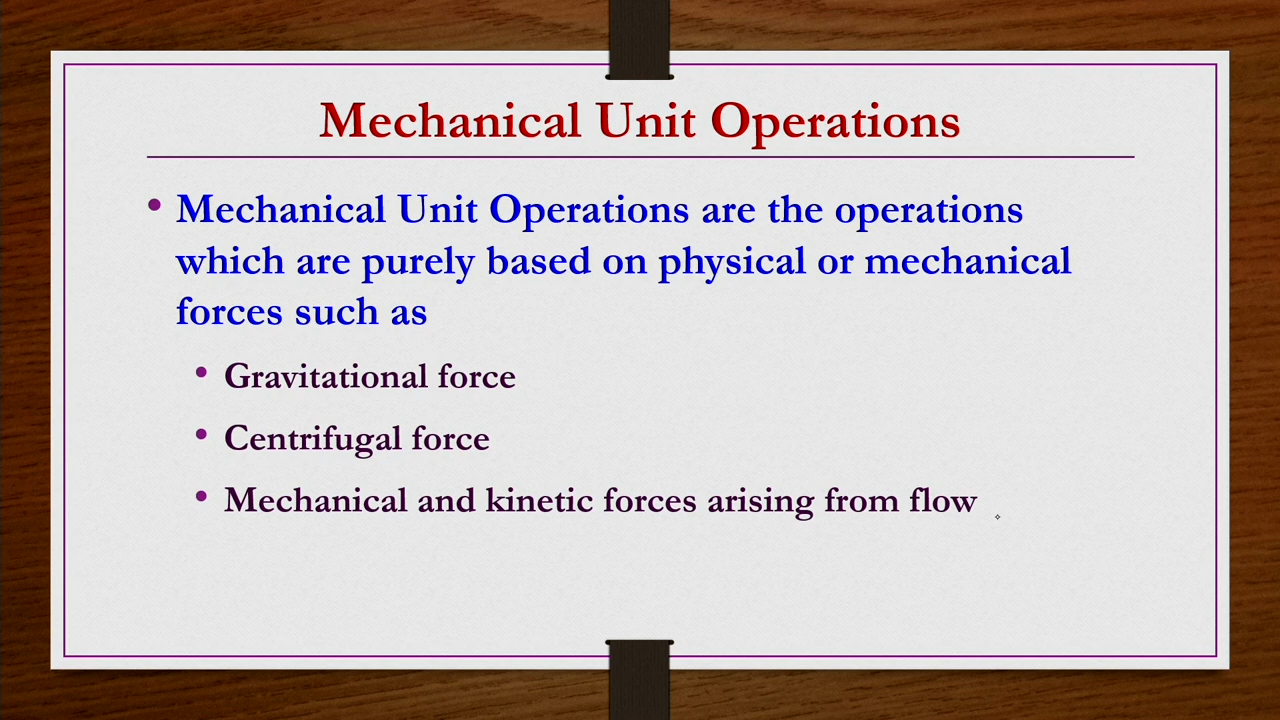 Mechanical Unit Operations
• Mechanical Unit Operations are the operations
which are purely based on physical or mechanical
forces such as
• Gravitational force
• Centrifugal force
• Mechanical and kinetic forces arising from flow